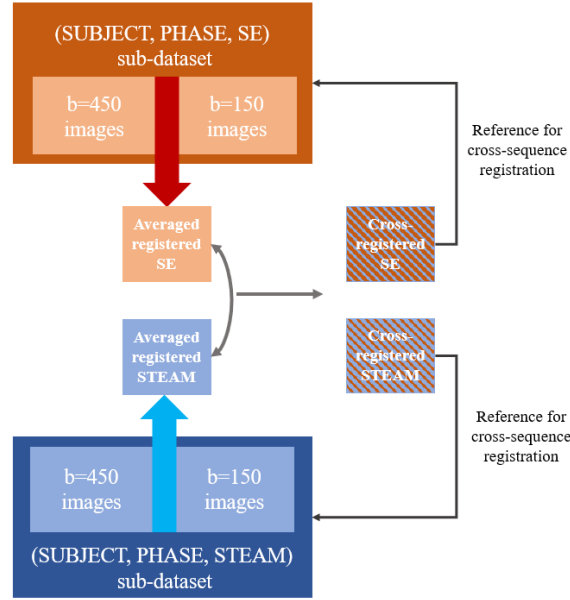 (SUBJECT, PHASE, SE)
sub-dataset
b=450
images
b=150
images
Reference for
cross-sequence
registration
Averaged
registered
SE
Cross-
registered
SE
Averaged
registered
STEAM
Cross-
registered
STEAM
Reference for
cross-sequence
registration
b=450
images
b=150
images
(SUBJECT, PHASE, STEAM)
sub-dataset